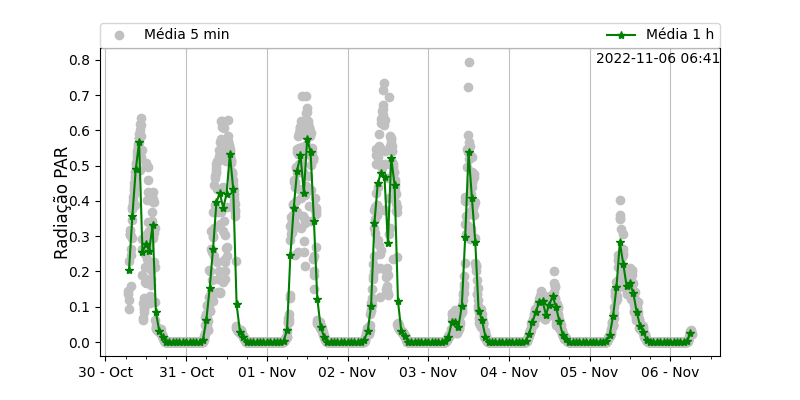 Média 5 min
Média 1 h
2022-11-06 06:41
Radiação PAR
0.8
0.7
0.6
0.5
0.4
0.3
0.2
0.1
0.0
30 - Oct
31 - Oct
01 - Nov
02 - Nov
03 - Nov
04 - Nov
05 - Nov
06 - Nov